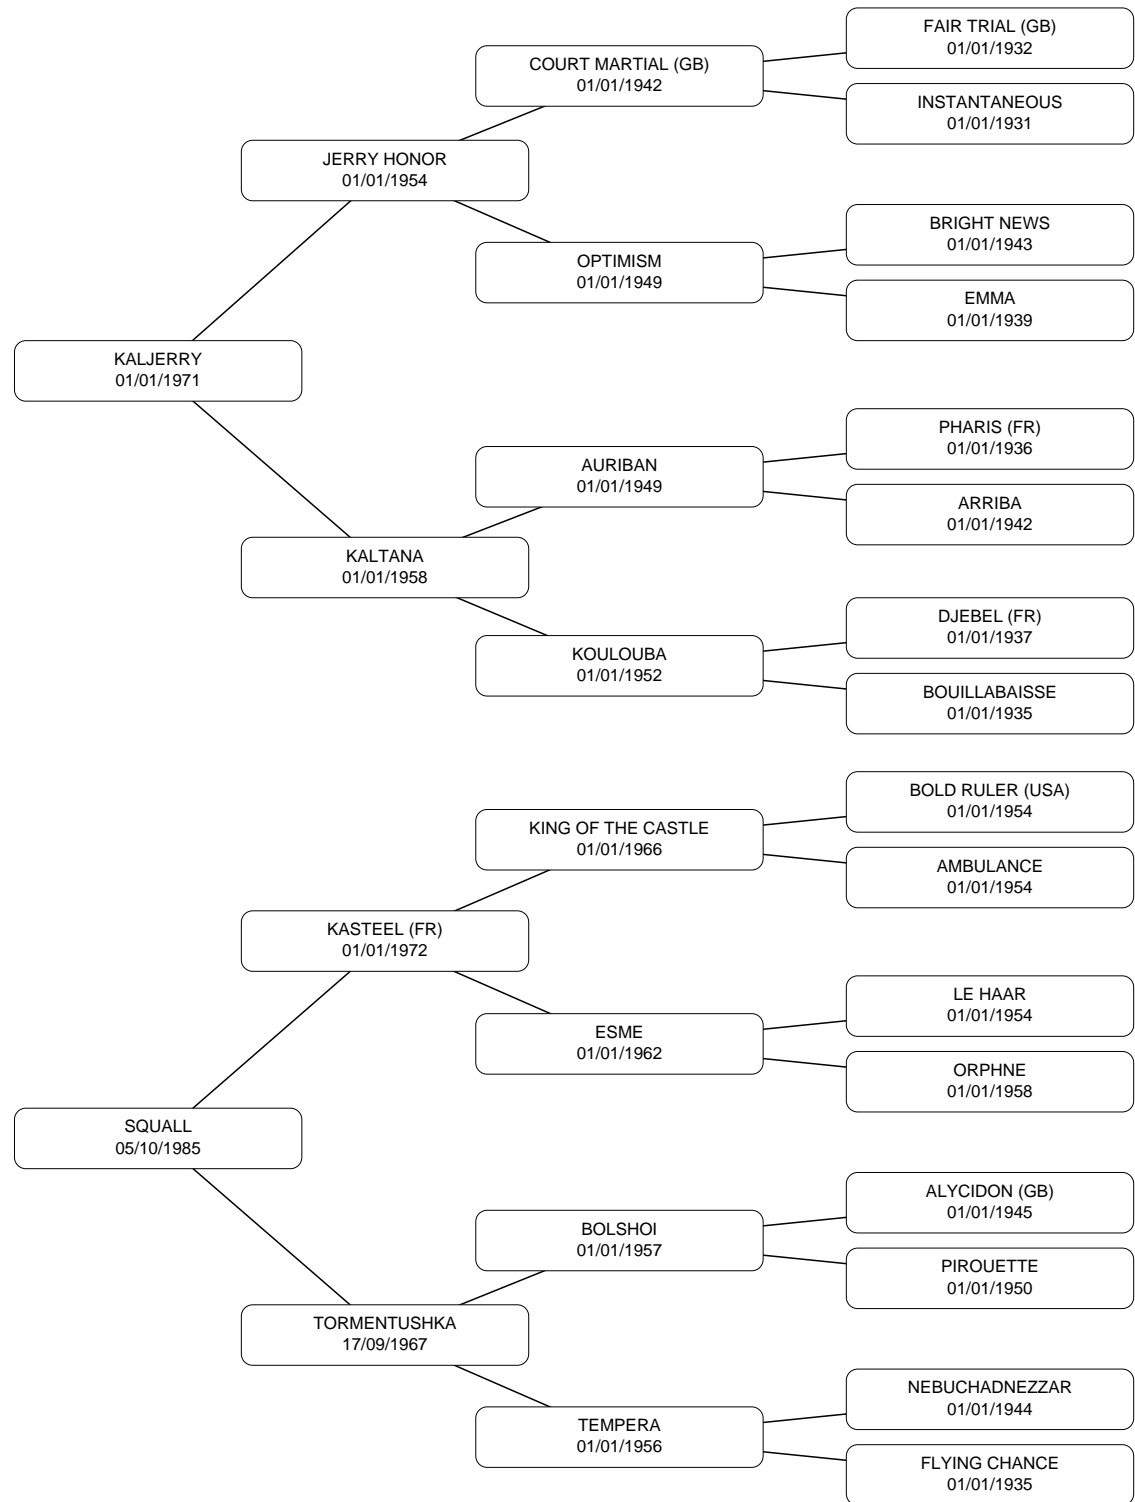 FAIR TRIAL (GB)
01/01/1932
COURT MARTIAL (GB)
01/01/1942
INSTANTANEOUS
01/01/1931
JERRY HONOR
01/01/1954
BRIGHT NEWS
01/01/1943
OPTIMISM
01/01/1949
EMMA
01/01/1939
KALJERRY
01/01/1971
PHARIS (FR)
01/01/1936
AURIBAN
01/01/1949
ARRIBA
01/01/1942
KALTANA
01/01/1958
DJEBEL (FR)
01/01/1937
KOULOUBA
01/01/1952
BOUILLABAISSE
01/01/1935
BOLD RULER (USA)
01/01/1954
KING OF THE CASTLE
01/01/1966
AMBULANCE
01/01/1954
KASTEEL (FR)
01/01/1972
LE HAAR
01/01/1954
ESME
01/01/1962
ORPHNE
01/01/1958
SQUALL
05/10/1985
ALYCIDON (GB)
01/01/1945
BOLSHOI
01/01/1957
PIROUETTE
01/01/1950
TORMENTUSHKA
17/09/1967
NEBUCHADNEZZAR
01/01/1944
TEMPERA
01/01/1956
FLYING CHANCE
01/01/1935